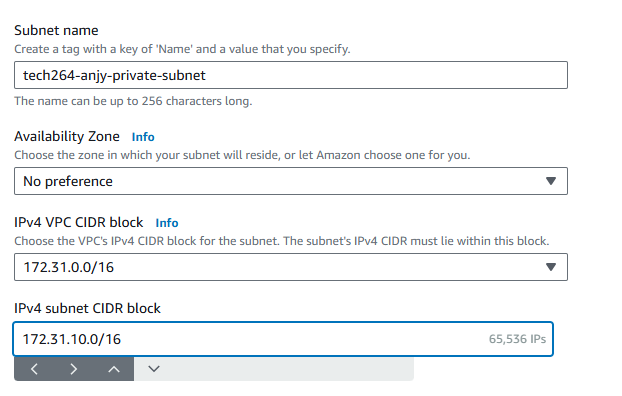 Subnet name
Create a tag with a key of 'Name' and a value that you specify.
tech264-anjy-private-subnet
The name can be up to 256 characters long.
Availability Zone Info
Choose the zone in which your subnet will reside, or let Amazon choose one for you.
No preference
IPv4 VPC CIDR block Info
Choose the VPC's IPv4 CIDR block for the subnet. The subnet's IPv4 CIDR must lie within this block.
172.31.0.0/16
IPv4 subnet CIDR block
172.31.10.0/16 65,536 IPs